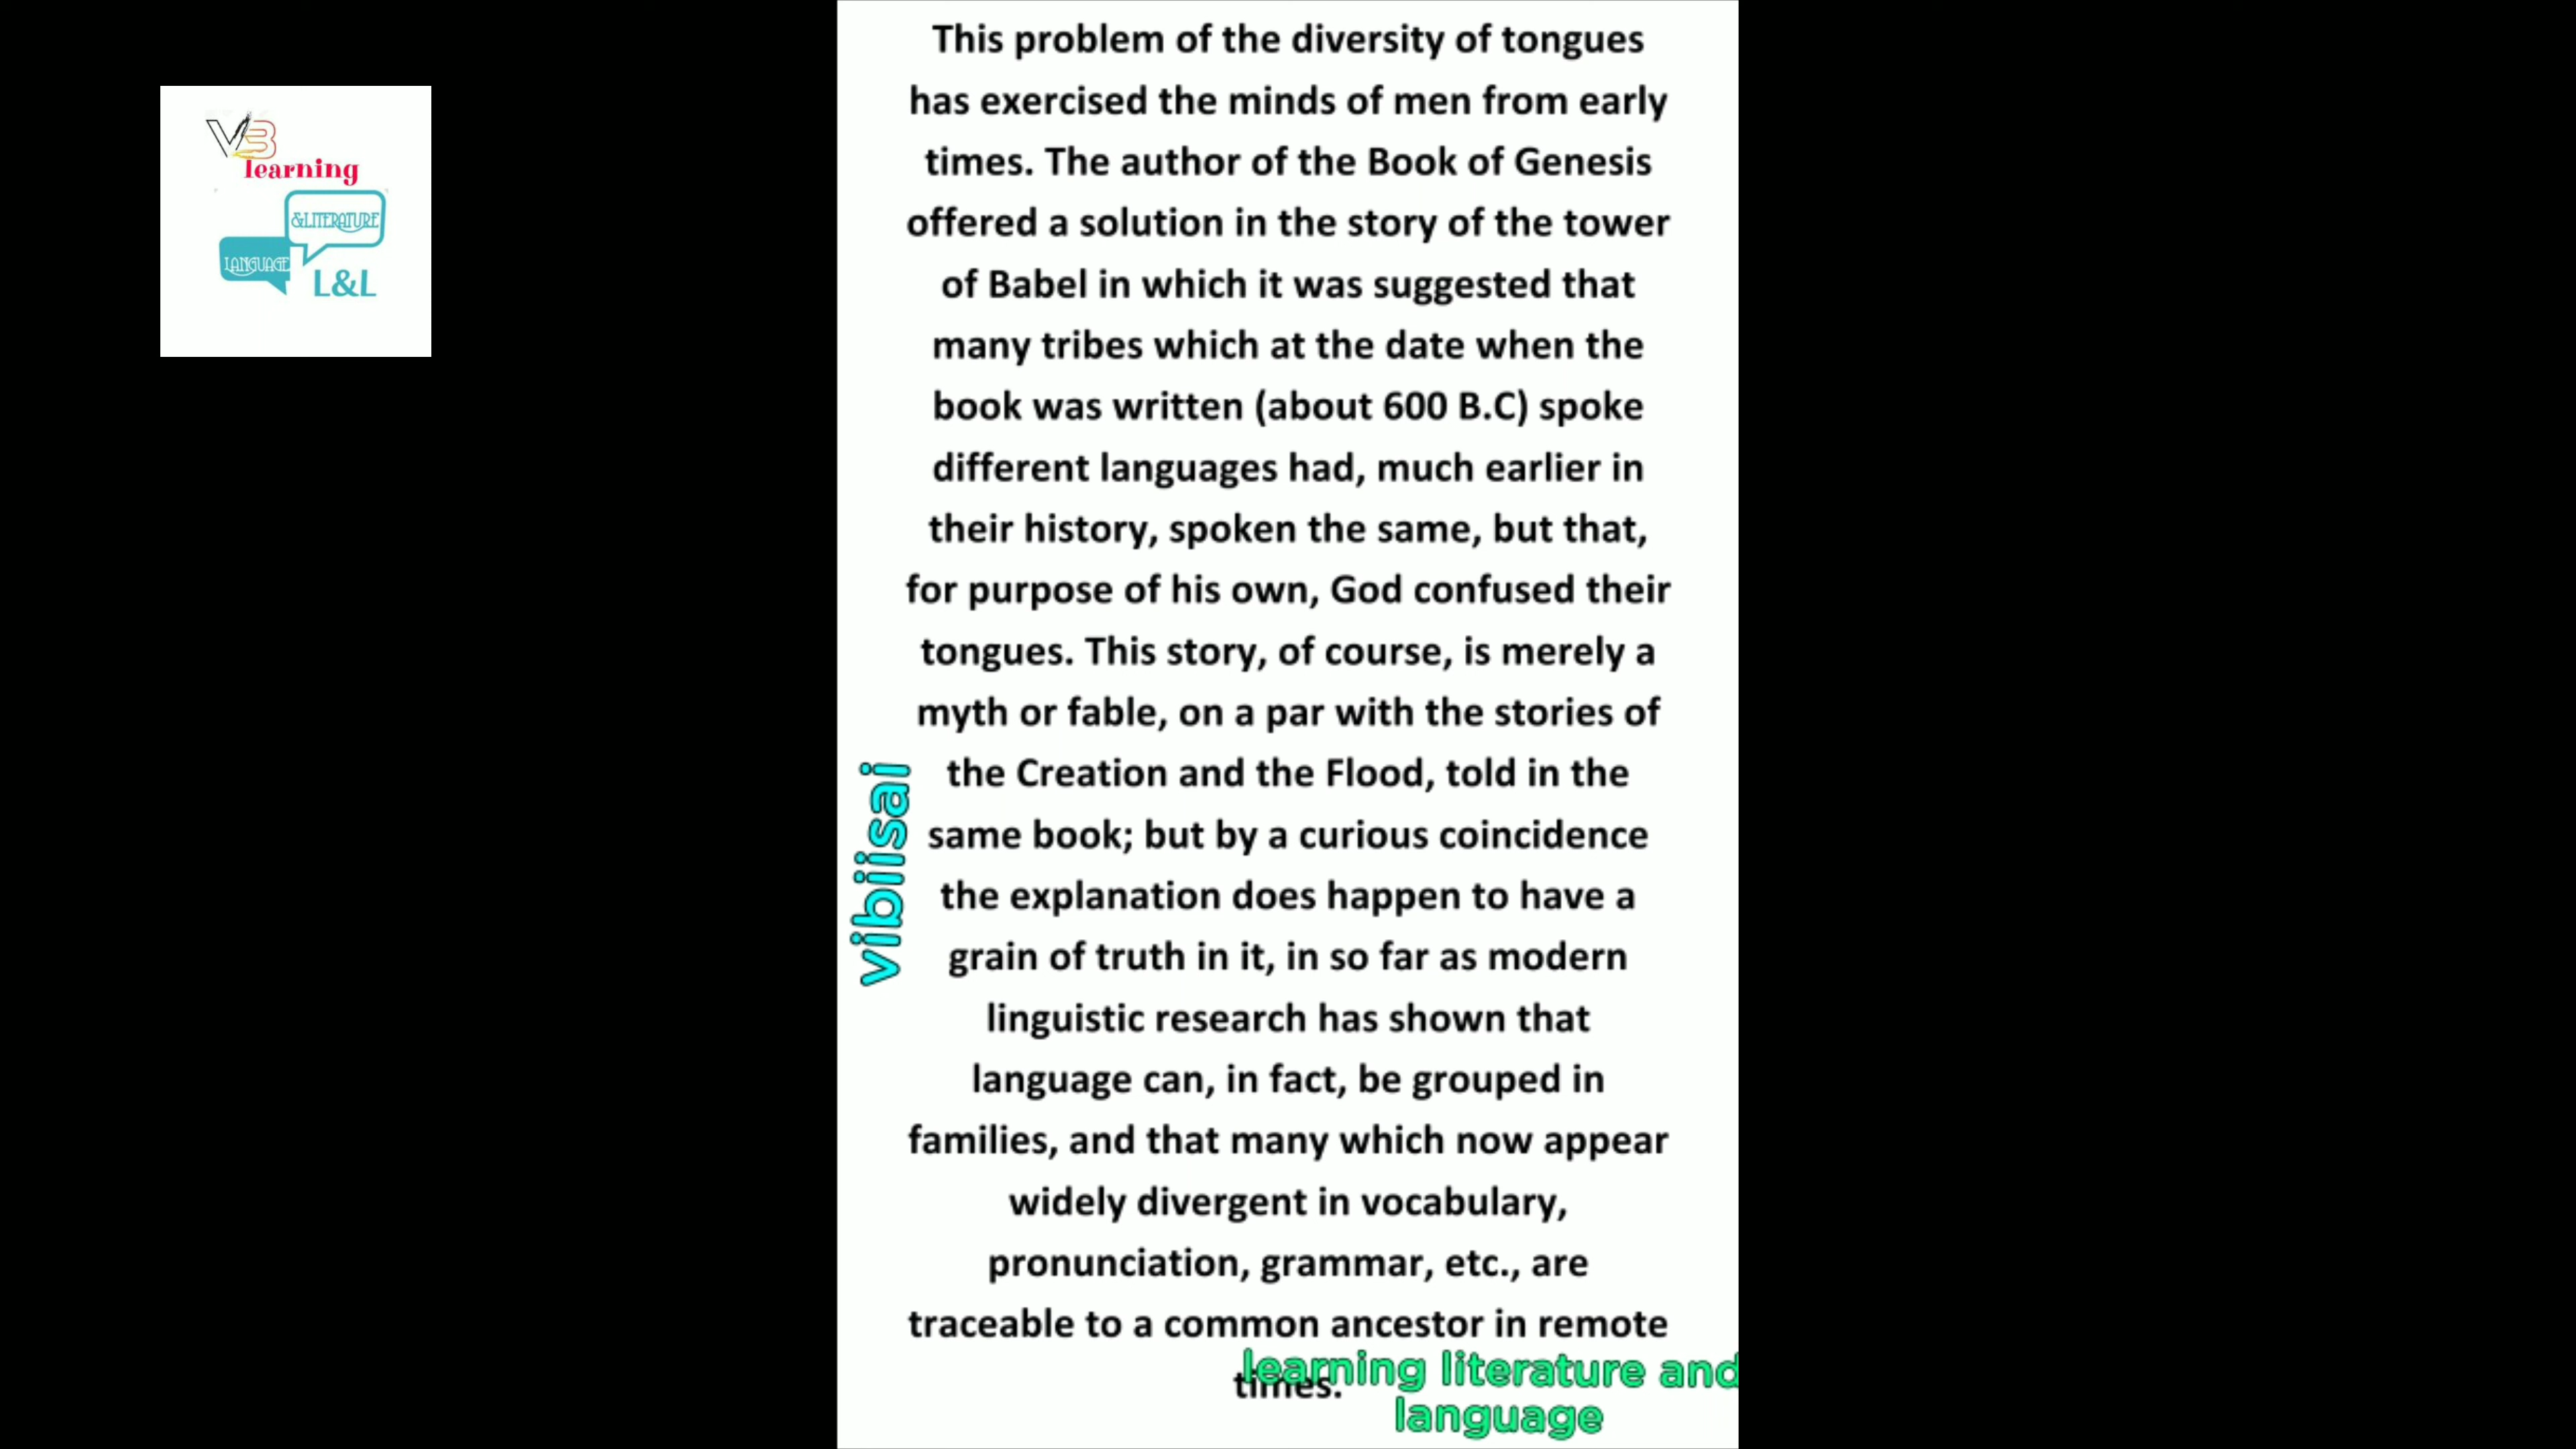 VB
learning
&LITERATURE
LANGUAGE
L&L
This problem of the diversity of tongues
has exercised the minds of men from early
times. The author of the Book of Genesis
offered a solution in the story of the tower
of Babel in which it was suggested that
many tribes which at the date when the
book was written (about 600 B.C) spoke
different languages had, much earlier in
their history, spoken the same, but that,
for purpose of his own, God confused their
tongues. This story, of course, is merely a
myth or fable, on a par with the stories of
the Creation and the Flood, told in the
same book; but by a curious coincidence
the explanation does happen to have a
grain of truth in it, in so far as modern
linguistic research has shown that
language can, in fact, be grouped in
families, and that many which now appear
widely divergent in vocabulary,
pronunciation, grammar, etc., are
traceable to a common ancestor in remote
times.
vibiisai
learning literature and
language